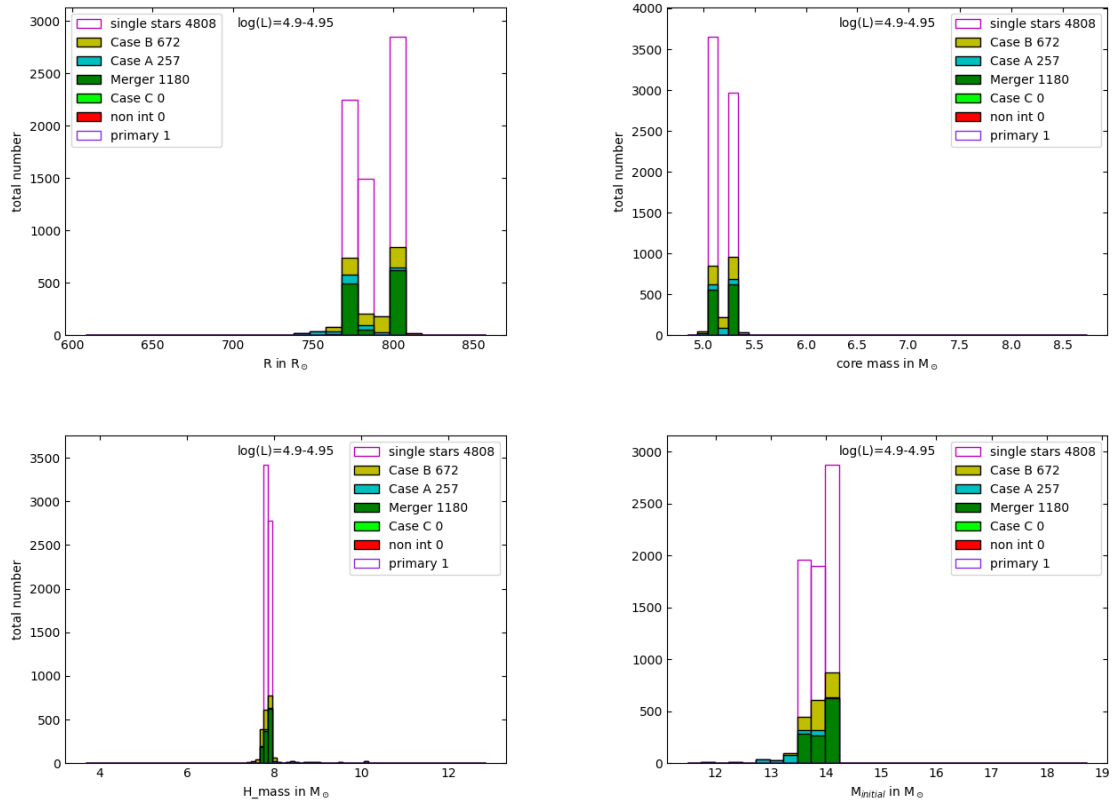 3000
2500
2000
1500
1000
500
0
total number
600
650
700
750
800
850
R in R☉
log(L)=4.9-4.95
single stars 4808
Case B 672
Case A 257
Merger 1180
Case C 0
non int 0
primary 1
4000
3500
3000
2500
2000
1500
1000
500
0
total number
5.0
5.5
6.0
6.5
7.0
7.5
8.0
8.5
core mass in M☉
log(L)=4.9-4.95
single stars 4808
Case B 672
Case A 257
Merger 1180
Case C 0
non int 0
primary 1
3500
3000
2500
2000
1500
1000
500
0
total number
4
6
8
10
12
H_mass in M☉
log(L)=4.9-4.95
single stars 4808
Case B 672
Case A 257
Merger 1180
Case C 0
non int 0
primary 1
3000
2500
2000
1500
1000
500
0
total number
12
13
14
15
16
17
18
19
M_initial in M☉
log(L)=4.9-4.95
single stars 4808
Case B 672
Case A 257
Merger 1180
Case C 0
non int 0
primary 1